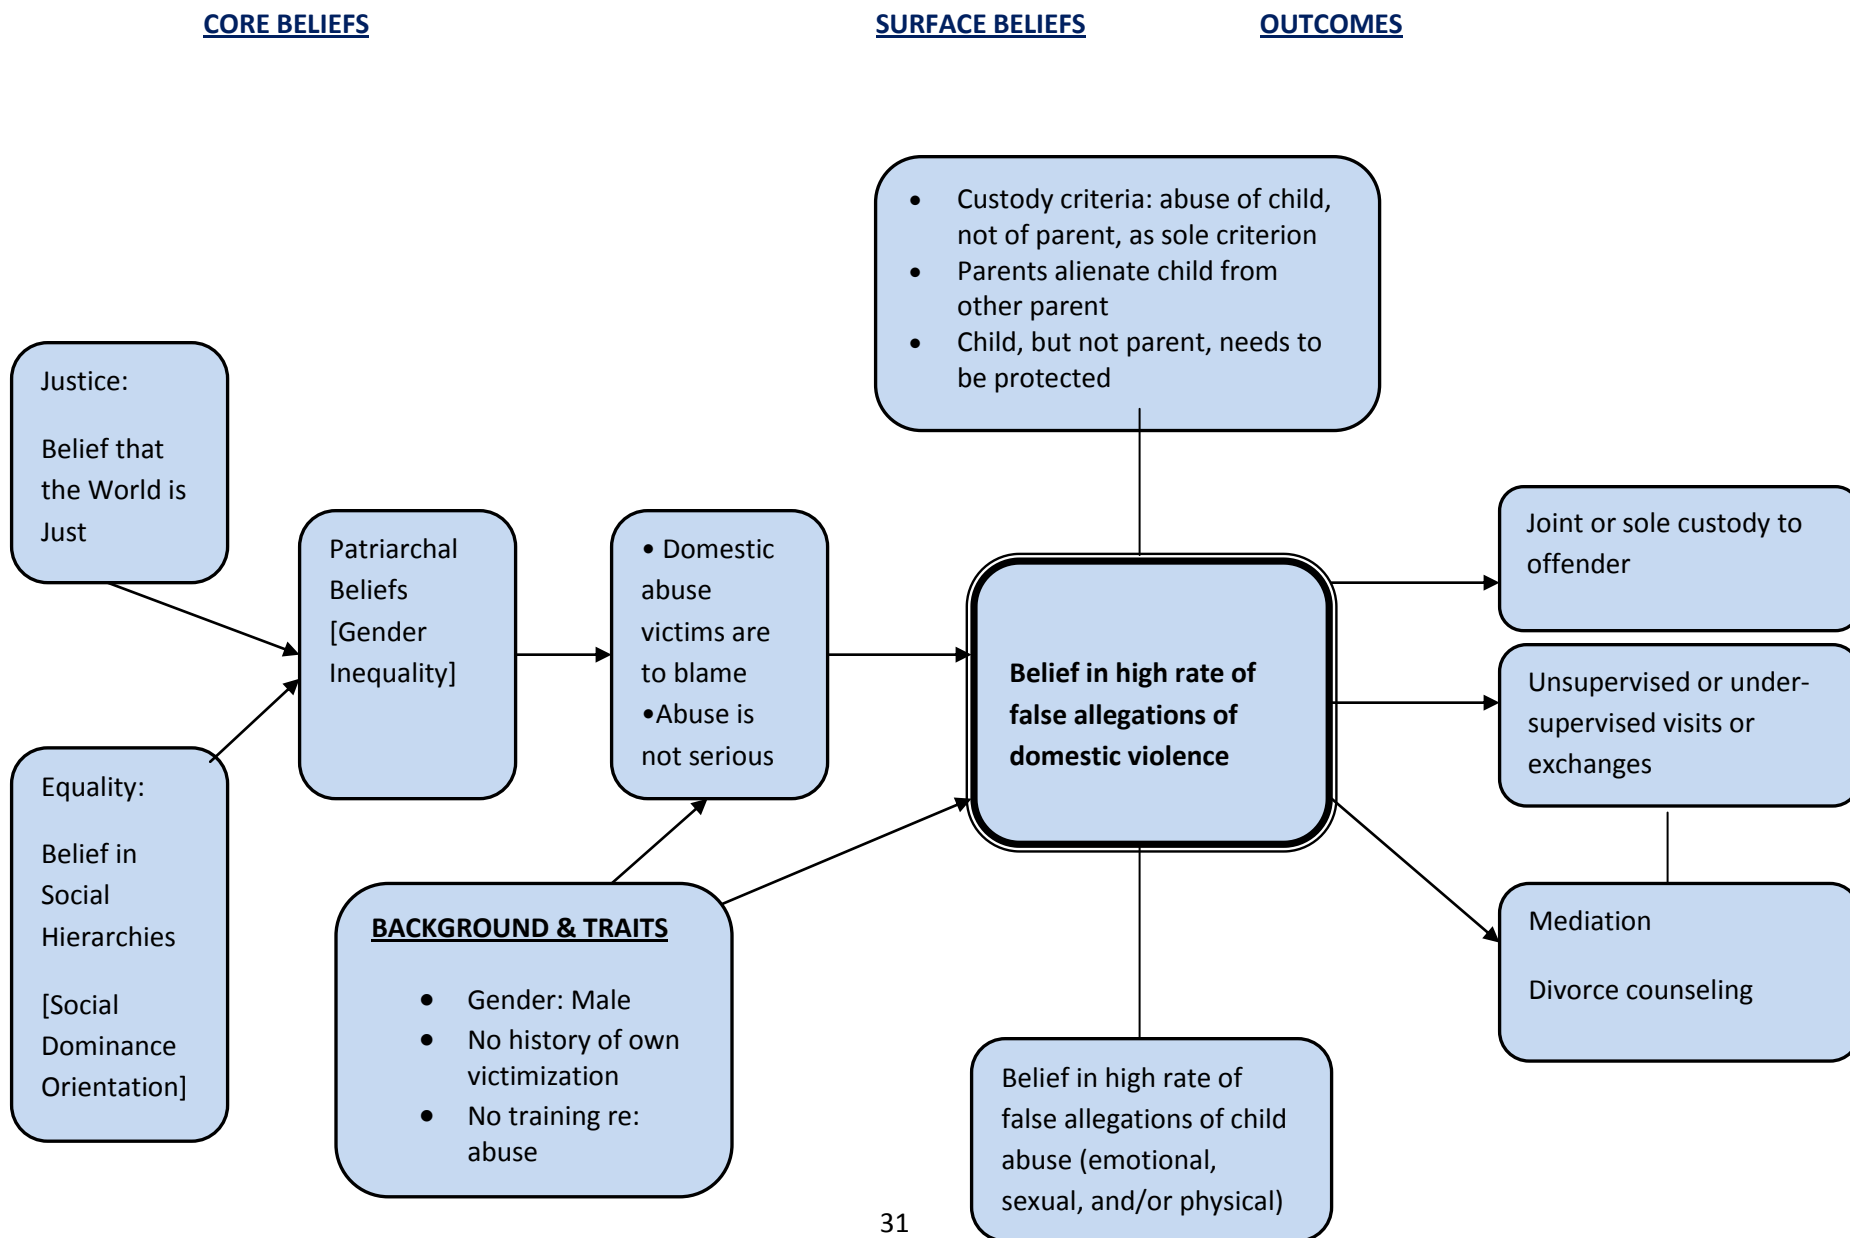 CORE BELIEFS
SURFACE BELIEFS
OUTCOMES
• Custody criteria: abuse of child,
not of parent, as sole criterion
• Parents alienate child from
other parent
• Child, but not parent, needs to
be protected
Justice:
Belief that
the World is
Just
Patriarchal
Beliefs
[Gender
Inequality]
• Domestic
abuse
victims are
to blame
•Abuse is
not serious
Belief in high rate of
false allegations of
domestic violence
Joint or sole custody to
offender
Unsupervised or under-
supervised visits or
exchanges
Equality:
Belief in
Social
Hierarchies
[Social
Dominance
Orientation]
BACKGROUND & TRAITS
• Gender: Male
• No history of own
victimization
• No training re:
abuse
Mediation
Divorce counseling
Belief in high rate of
false allegations of child
abuse (emotional,
sexual, and/or physical)
31